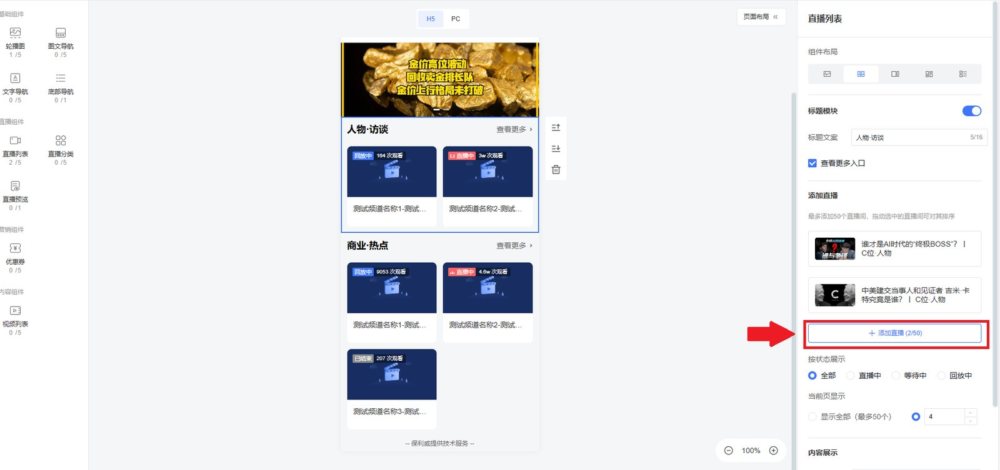 基础组件
轮播图
1 /5
图文导航
0 /5
文字导航
0 /5
底部导航
0 /1
直播组件
直播列表
2 /5
直播分类
0 /5
直播预览
0 /1
营销组件
优惠券
0 /5
内容组件
视频列表
0 /5
H5
PC
页面布局
金价高位振动
回收卖金排长队
金价上行格局未打破
人物·访谈
查看更多
回放中
164 次观看
直播中
3w 次观看
测试频道名称1-测试...
测试频道名称2-测试...
商业·热点
查看更多
回放中
9053 次观看
直播中
4.6w 次观看
测试频道名称1-测试...
测试频道名称2-测试...
已结束
207 次观看
测试频道名称3-测试...
-- 保利威提供技术服务 --
100%
直播列表
组件布局
标题模块
标题文案
人物·访谈
5/16
查看更多入口
添加直播
最多添加50个直播间，拖动选中的直播间可对其排序
谁才是AI时代的“终极BOSS”？丨
C位·人物
谁与争锋
中美建交当事人和见证者 吉米·卡
特究竟是谁？丨 C位·人物
C
添加直播 (2/50)
按状态展示
全部
直播中
等待中
回放中
当前页显示
显示全部（最多50个）
4
内容展示